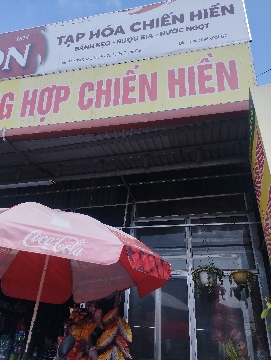 TẠP HÓA CHIẾN HIỀN
BÁNH KẸO - RƯỢU BIA - NƯỚC NGỌT
ON
G HỢP CHIẾN HIỀN
Coca-Cola